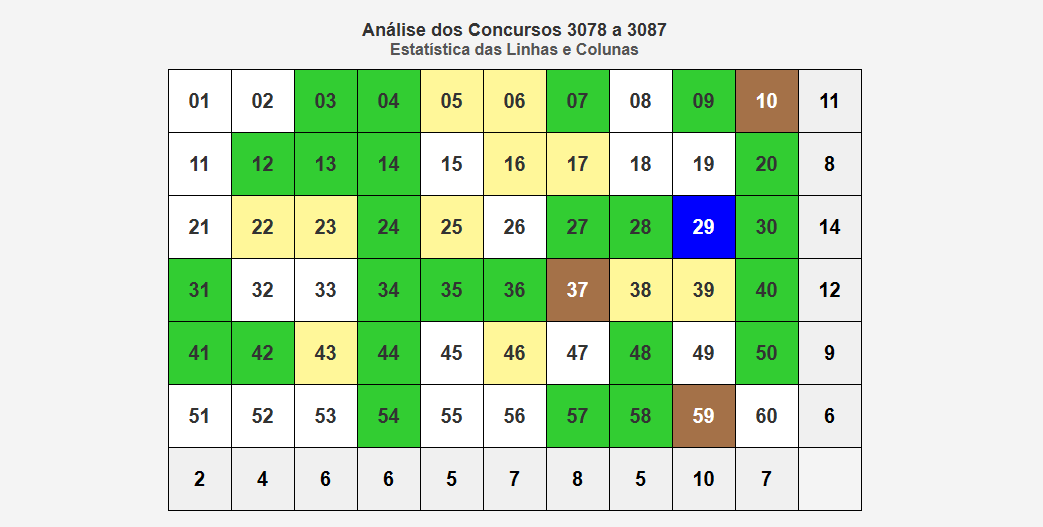 Análise dos Concursos 3078 a 3087
Estatística das Linhas e Colunas
01 02 03 04 05 06 07 08 09 10 11
11 12 13 14 15 16 17 18 19 20 8
21 22 23 24 25 26 27 28 29 30 14
31 32 33 34 35 36 37 38 39 40 12
41 42 43 44 45 46 47 48 49 50 9
51 52 53 54 55 56 57 58 59 60 6
2 4 6 6 5 7 8 5 10 7